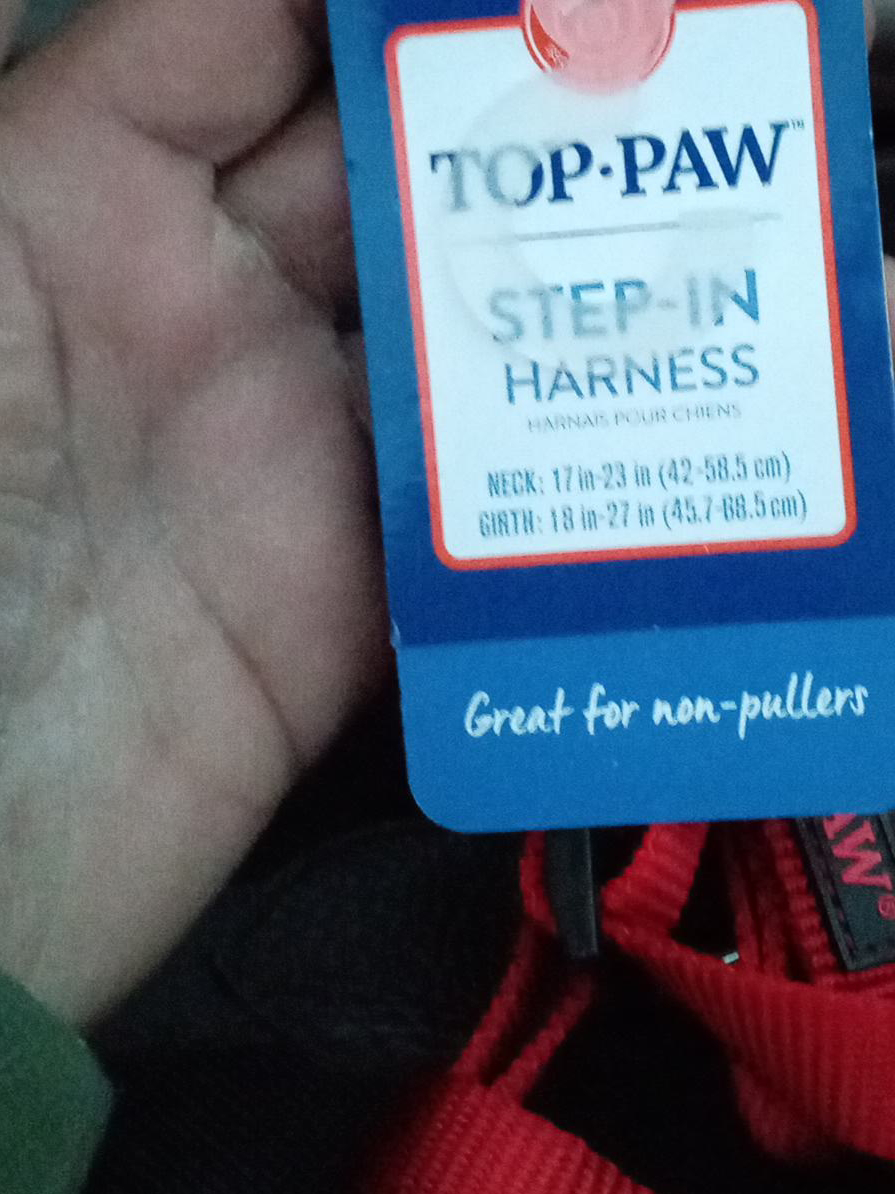 TOP•PAW™
STEP-IN
HARNESS
HARNAIS POUR CHIENS
NECK: 17 in-23 in (42-58.5 cm)
GIRTH: 18 in-27 in (45.7-68.5 cm)
Great for non-pullers
AW®